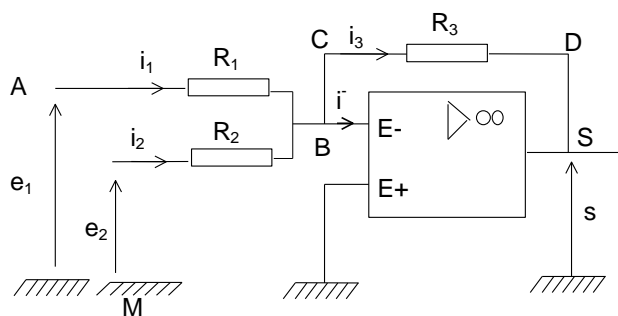 C i₃ R₃ D
A i₁ R₁
i⁻
E- ▷ ∞
B
i₂ R₂
S
e₁ E+
e₂ s
M